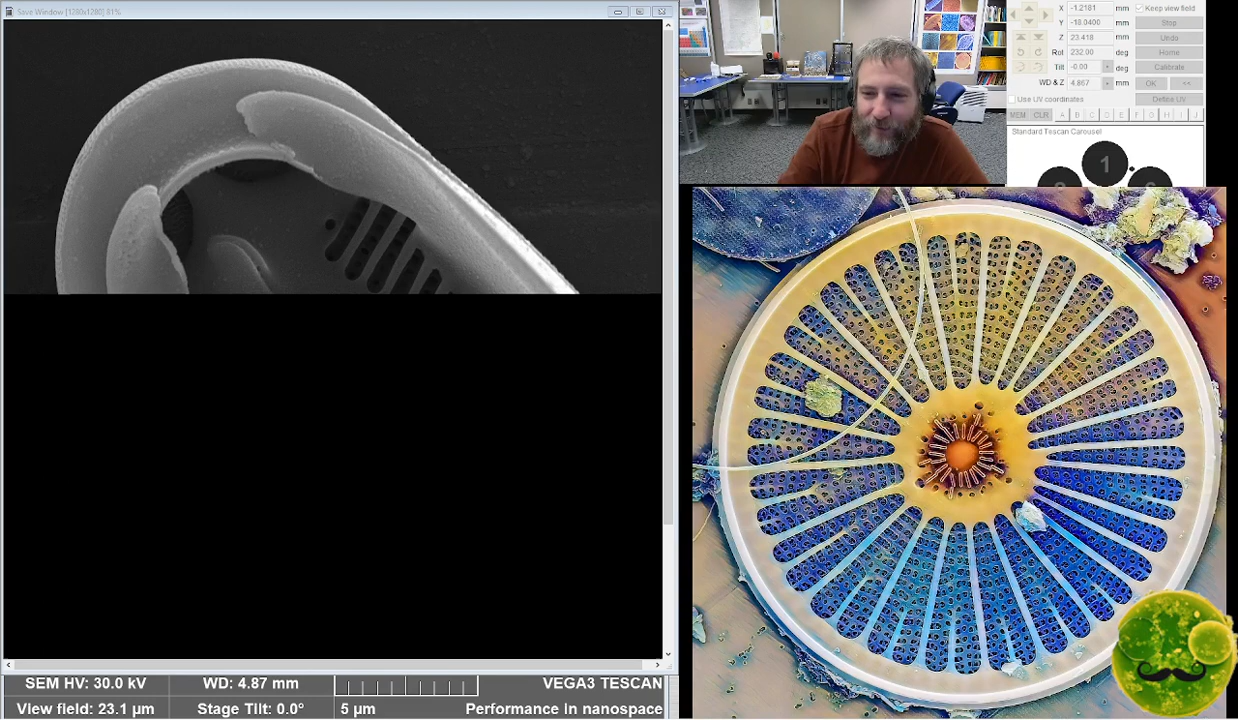 Save Window [1280x1280] 81%
X -1.2181 mm
Keep view field
Y -18.0400 mm
Stop
Z 23.418 mm
Undo
Rot 232.00 deg
Home
Tilt -0.00 deg
Calibrate
WD & Z 4.867 mm
OK <<
Use UV coordinates
Define UV
MEM CLR A B C D E F G H I J
Standard Tescan Carousel
1
SEM HV: 30.0 kV
WD: 4.87 mm
VEGA3 TESCAN
View field: 23.1 µm
Stage Tilt: 0.0°
5 µm
Performance in nanospace